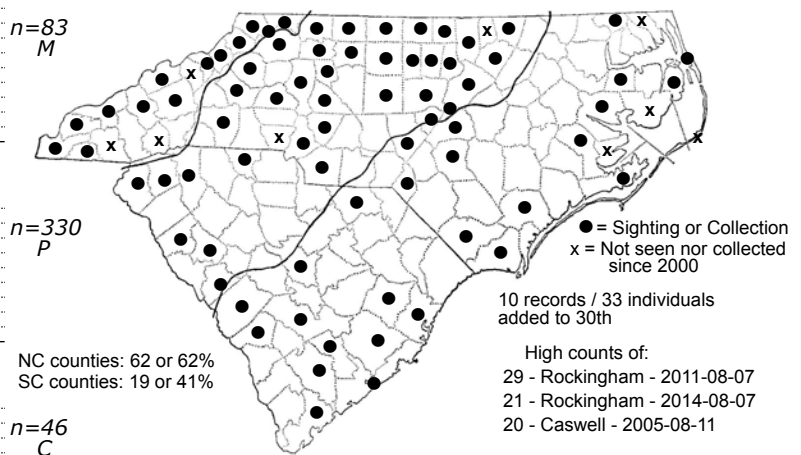 n=83
M
n=330
P
● = Sighting or Collection
x = Not seen nor collected
since 2000
10 records / 33 individuals
added to 30th
NC counties: 62 or 62%
SC counties: 19 or 41%
High counts of:
29 - Rockingham - 2011-08-07
21 - Rockingham - 2014-08-07
20 - Caswell - 2005-08-11
n=46
C
x
x
x
x
x
x
x
x
x